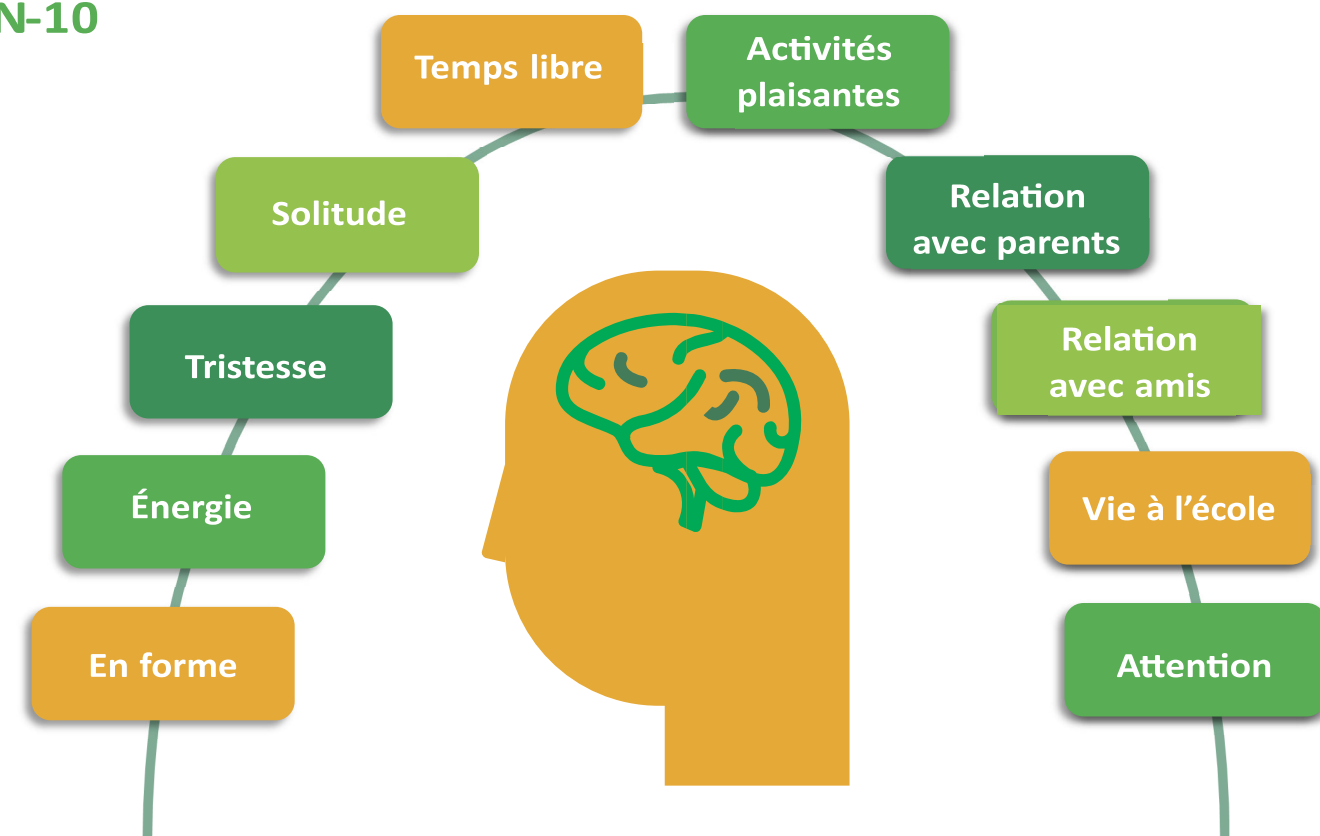 N-10
Temps libre
Activités
plaisantes
Solitude
Relation
avec parents
Tristesse
Relation
avec amis
Énergie
Vie à l’école
En forme
Attention